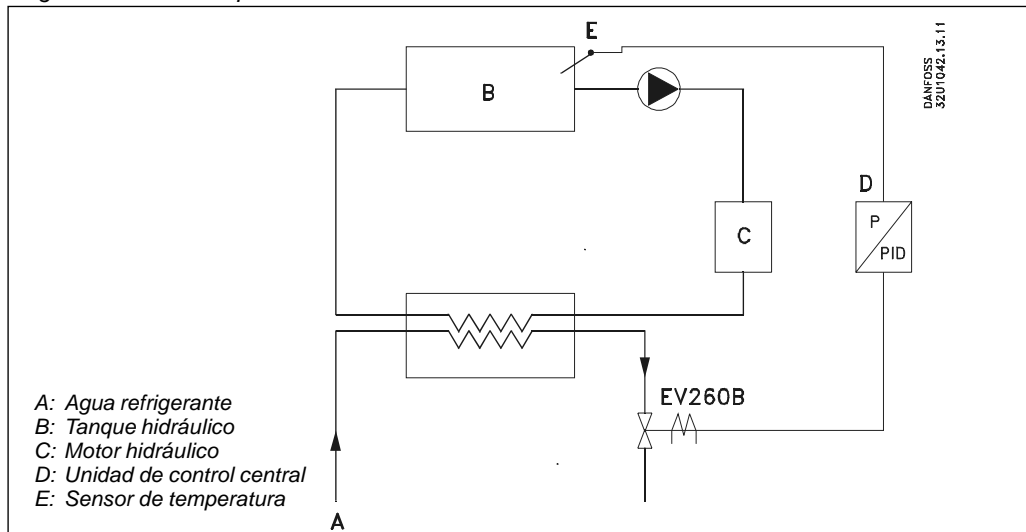 E
B
DANFOSS
32U1042.13.11
D
P
PID
C
EV260B
A: Agua refrigerante
B: Tanque hidráulico
C: Motor hidráulico
D: Unidad de control central
E: Sensor de temperatura
A